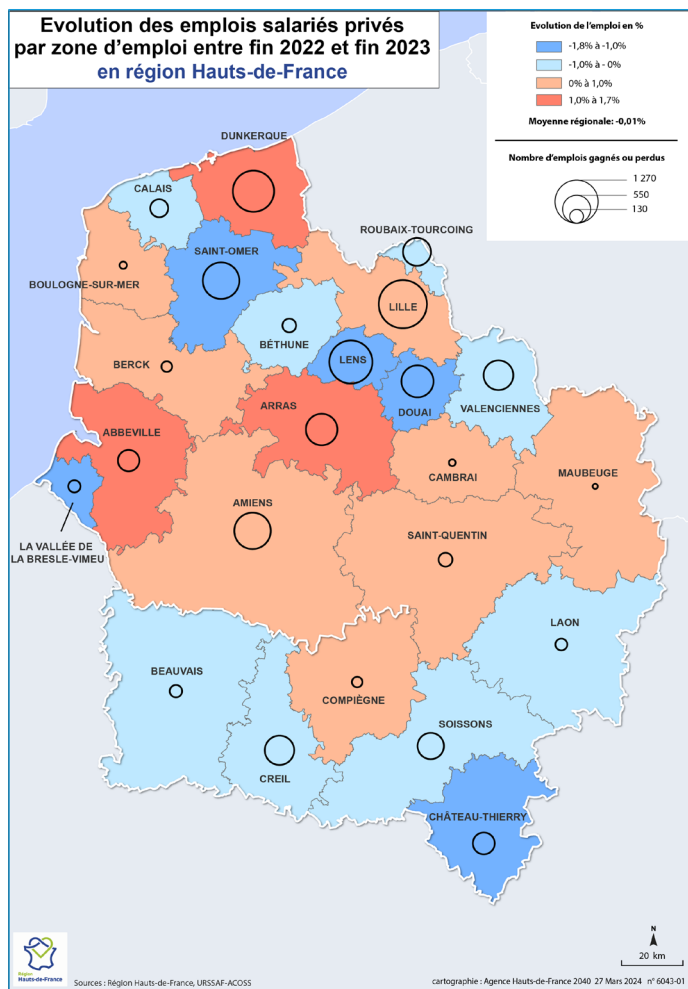 Evolution des emplois salariés privés
par zone d'emploi entre fin 2022 et fin 2023
en région Hauts-de-France
Evolution de l'emploi en %
-1,8% à -1,0%
-1,0% à - 0%
0% à 1,0%
1,0% à 1,7%
Moyenne régionale: -0,01%
Nombre d'emplois gagnés ou perdus
1 270
550
130
DUNKERQUE
CALAIS
ROUBAIX-TOURCOING
SAINT-OMER
BOULOGNE-SUR-MER
LILLE
BÉTHUNE
BERCK
LENS
DOUAI
VALENCIENNES
ARRAS
ABBEVILLE
CAMBRAI
MAUBEUGE
AMIENS
SAINT-QUENTIN
LA VALLÉE DE
LA BRESLE-VIMEU
LAON
BEAUVAIS
COMPIÈGNE
SOISSONS
CREIL
CHÂTEAU-THIERRY
N
20 km
Région
Hauts-de-France
Sources : Région Hauts-de-France, URSSAF-ACOSS
cartographie : Agence Hauts-de-France 2040 27 Mars 2024 n° 6043-01